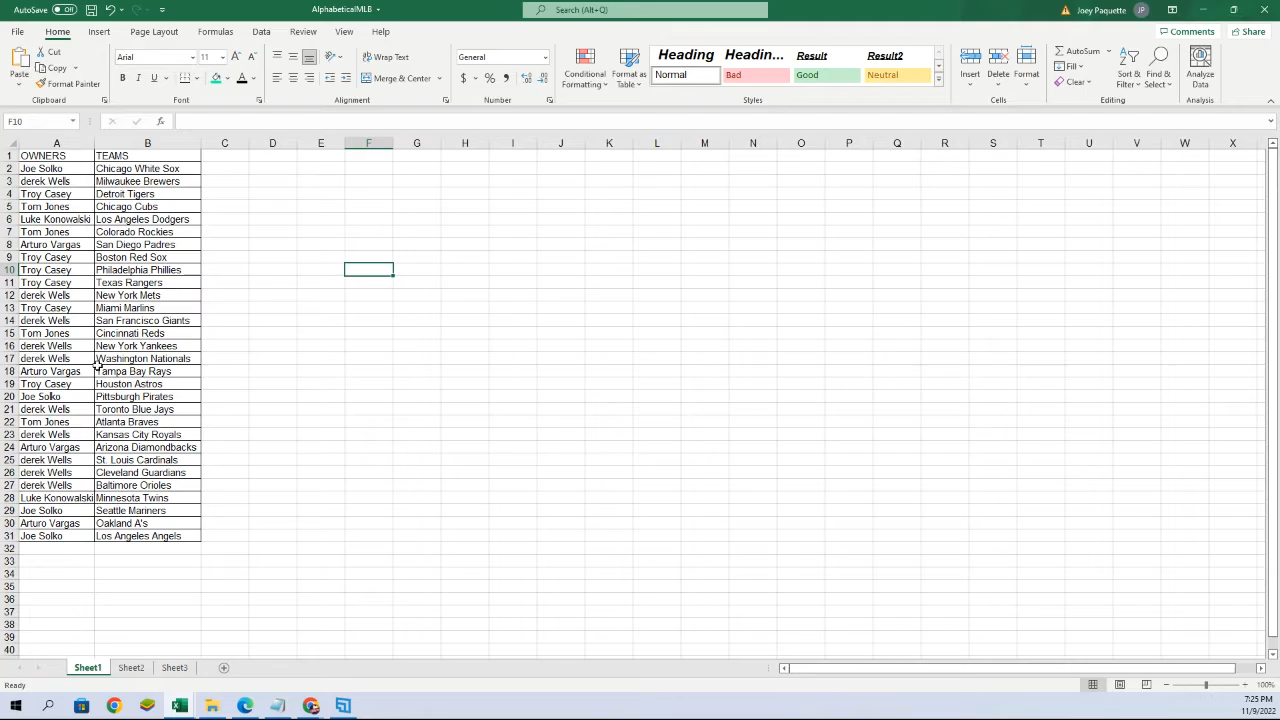 AutoSave Off AlphabeticalMLB Search (Alt+Q) Joey Paquette JP
File Home Insert Page Layout Formulas Data Review View Help Comments Share
Paste Cut Copy Format Painter Clipboard
Arial 11 A A B I U A Font
Wrap Text Merge & Center Alignment
General $ % Number
Conditional Formatting Format as Table
Heading Headin... Result Result2
Normal Bad Good Neutral
Styles
Insert Delete Format Cells
AutoSum Fill Clear Sort & Filter Find & Select Editing
Analyze Data Analysis
F10 fx
A B C D E F G H I J K L M N O P Q R S T U V W X
1 OWNERS TEAMS
2 Joe Solko Chicago White Sox
3 derek Wells Milwaukee Brewers
4 Troy Casey Detroit Tigers
5 Tom Jones Chicago Cubs
6 Luke Konowalski Los Angeles Dodgers
7 Tom Jones Colorado Rockies
8 Arturo Vargas San Diego Padres
9 Troy Casey Boston Red Sox
10 Troy Casey Philadelphia Phillies
11 Troy Casey Texas Rangers
12 derek Wells New York Mets
13 Troy Casey Miami Marlins
14 derek Wells San Francisco Giants
15 Tom Jones Cincinnati Reds
16 derek Wells New York Yankees
17 derek Wells Washington Nationals
18 Arturo Vargas Tampa Bay Rays
19 Troy Casey Houston Astros
20 Joe Solko Pittsburgh Pirates
21 derek Wells Toronto Blue Jays
22 Tom Jones Atlanta Braves
23 derek Wells Kansas City Royals
24 Arturo Vargas Arizona Diamondbacks
25 derek Wells St. Louis Cardinals
26 derek Wells Cleveland Guardians
27 derek Wells Baltimore Orioles
28 Luke Konowalski Minnesota Twins
29 Joe Solko Seattle Mariners
30 Arturo Vargas Oakland A's
31 Joe Solko Los Angeles Angels
32
33
34
35
36
37
38
39
40
Sheet1 Sheet2 Sheet3
Ready 100%
7:25 PM
11/9/2022